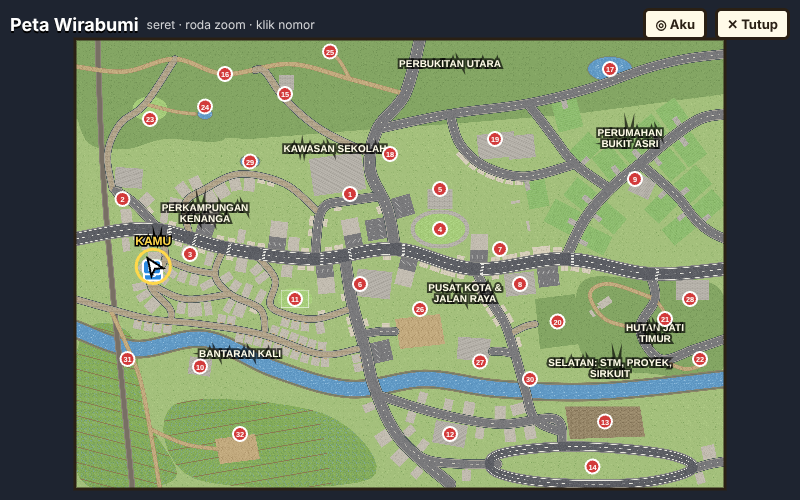 Peta Wirabumi
seret · roda zoom · klik nomor
◎ Aku
✕ Tutup
25
PERBUKITAN UTARA
16
17
15
24
23
19
PERUMAHAN
BUKIT ASRI
KAWASAN SEKOLAH
18
29
9
5
1
2
PERKAMPUNGAN
KENANGA
4
KAMU
3
7
6
8
PUSAT KOTA &
JALAN RAYA
11
28
26
20
21
HUTAN JATI
TIMUR
BANTARAN KALI
31
10
27
SELATAN: STM, PROYEK,
SIRKUIT
22
30
13
32
12
14